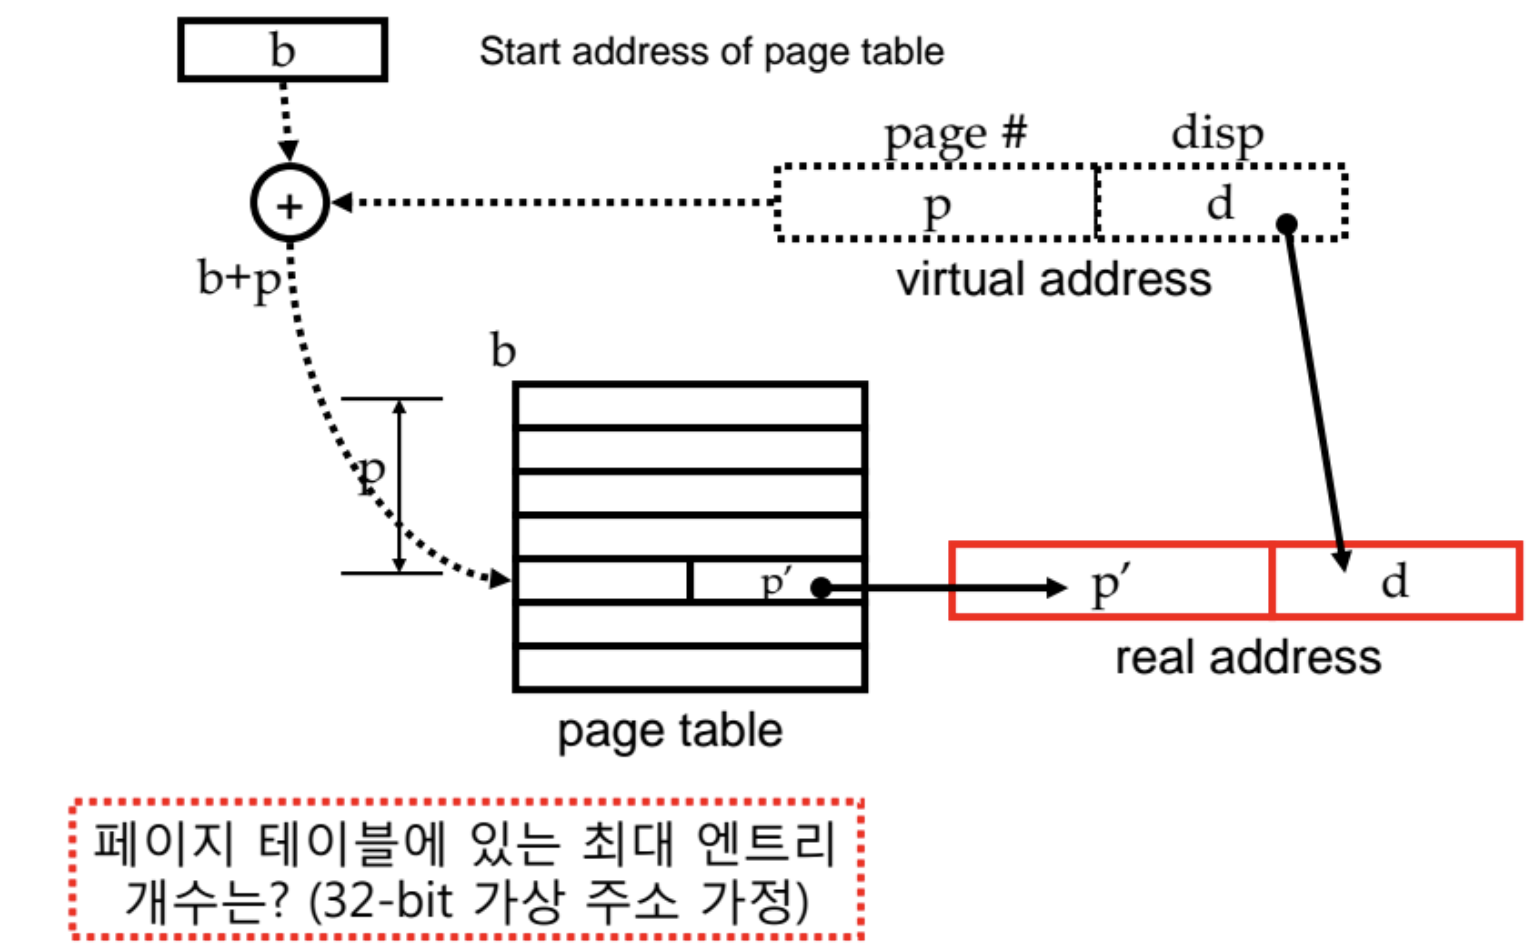 b
Start address of page table
page # disp
p d
+
virtual address
b+p
b
p
p′
p′ d
real address
page table
페이지 테이블에 있는 최대 엔트리
개수는? (32-bit 가상 주소 가정)